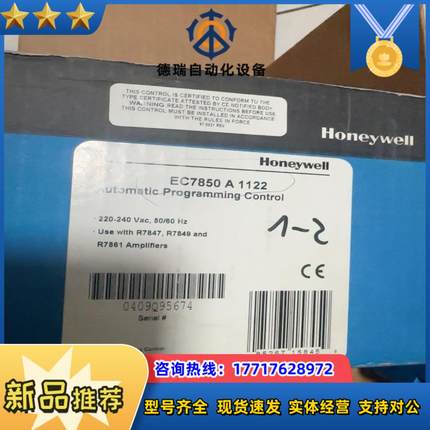 德瑞自动化设备
THIS CONTROL IS CERTIFIED TO CONFORM TO THE
TYPE CERTIFICATE ATTESTED BY CE NOTIFIED BODY.
WARNING READ THE INSTRUCTIONS BEFORE USE
THIS CONTROL MUST BE INSTALLED IN ACCORDANCE
WITH THE RULES IN FORCE
Honeywell
Honeywell
EC7850 A 1122
Automatic Programming Control
· 220-240 Vac, 50/60 Hz
· Use with R7847, R7849 and
R7861 Amplifiers
1-2
CE
0409Q95674
Serial #
Control
咨询热线：17717628972
新品推荐
型号齐全 现货速发 实体经营 支持对公